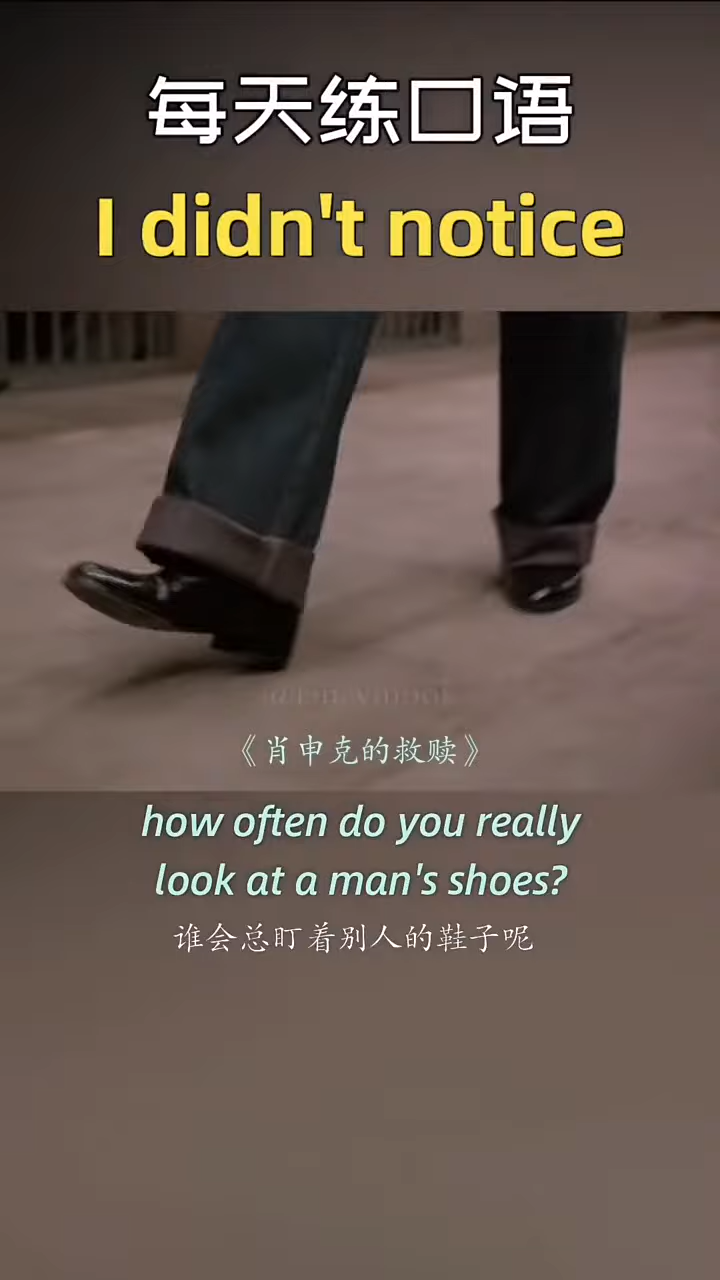 每天练口语
I didn't notice
《肖申克的救赎》
how often do you really
look at a man's shoes?
谁会总盯着别人的鞋子呢